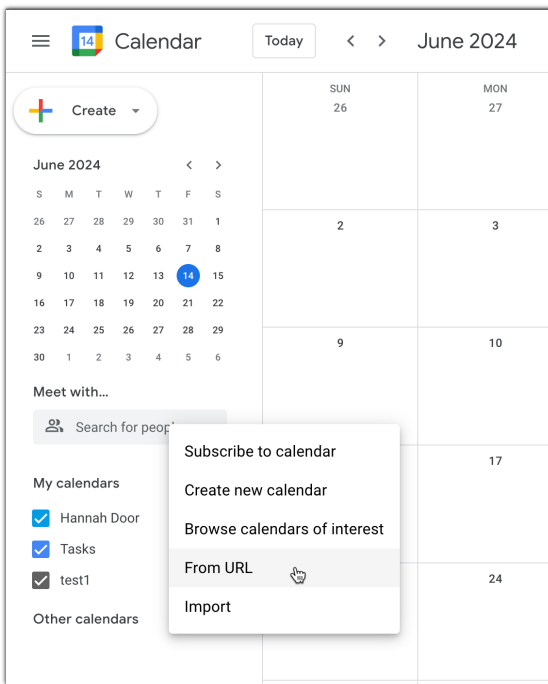 14 Calendar Today June 2024
Create
June 2024
S M T W T F S
26 27 28 29 30 31 1
2 3 4 5 6 7 8
9 10 11 12 13 14 15
16 17 18 19 20 21 22
23 24 25 26 27 28 29
30 1 2 3 4 5 6
Meet with...
Search for peop
My calendars
Hannah Door
Tasks
test1
Other calendars
Subscribe to calendar
Create new calendar
Browse calendars of interest
From URL
Import
SUN MON
26 27
2 3
9 10
17
24